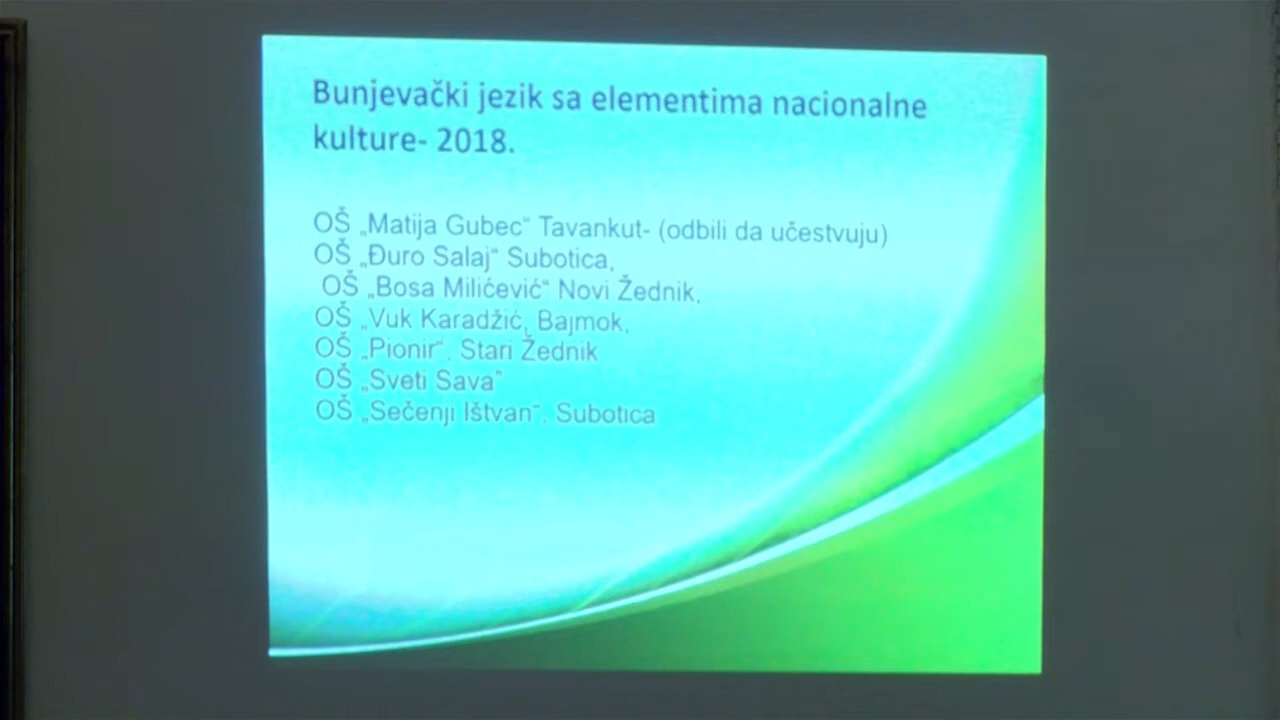 Bunjevački jezik sa elementima nacionalne
kulture- 2018.
OŠ „Matija Gubec“ Tavankut- (odbili da učestvuju)
OŠ „Đuro Salaj“ Subotica,
OŠ „Bosa Milićević“ Novi Žednik,
OŠ „Vuk Karadžić, Bajmok,
OŠ „Pionir“, Stari Žednik
OŠ „Sveti Sava“
OŠ „Sečenji Ištvan“, Subotica